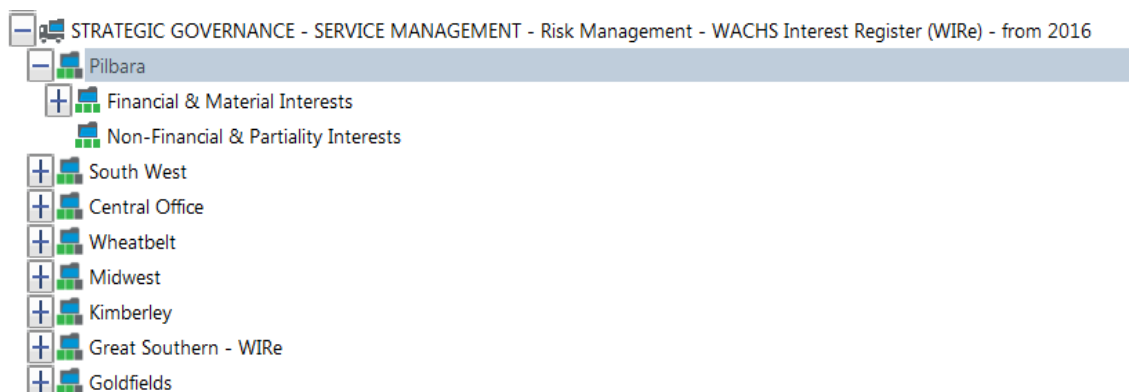 STRATEGIC GOVERNANCE - SERVICE MANAGEMENT - Risk Management - WACHS Interest Register (WIRe) - from 2016
Pilbara
Financial & Material Interests
Non-Financial & Partiality Interests
South West
Central Office
Wheatbelt
Midwest
Kimberley
Great Southern - WIRe
Goldfields